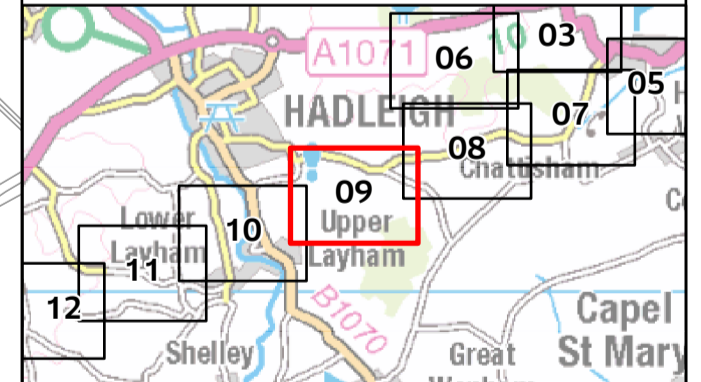 03
A1071
10
06
05
HADLEIGH
07
08
Chattisham
09
Lower
Layham
10
Upper
Layham
11
12
B1070
Capel
St Mary
Shelley
Great